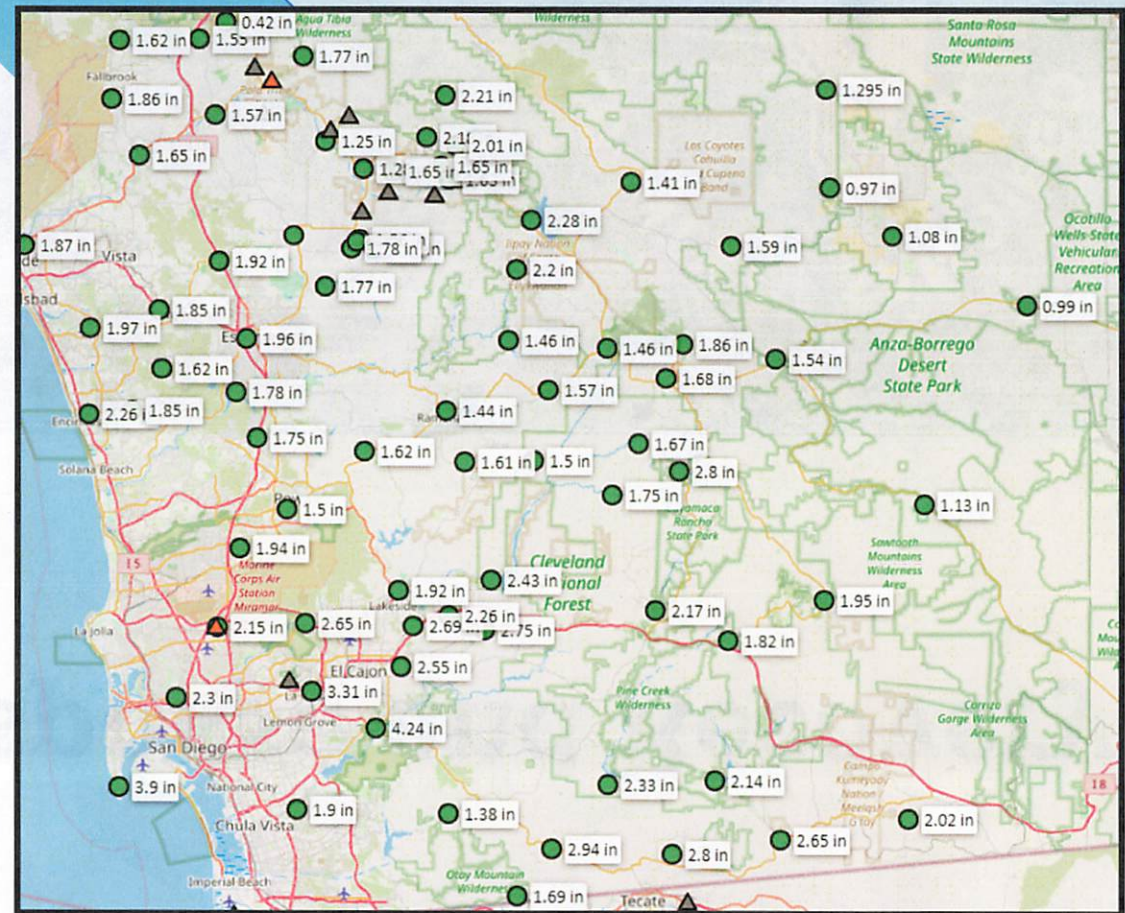 0.42 in
Agua Tibia
Wilderness
Wilderness
Santa Rosa
Mountains
State Wilderness
1.62 in
1.55 in
1.77 in
Fallbrook
1.86 in
1.57 in
2.21 in
1.295 in
1.25 in
2.01 in
1.65 in
1.65 in
1.65 in
1.41 in
Los Coyotes
Cahuilla
Cupeno
Band
0.97 in
2.28 in
1.87 in
Vista
1.92 in
1.78 in
Iipay Nation
1.59 in
1.08 in
Ocotillo
Wells State
Vehicular
Recreation
Area
2.2 in
1.77 in
0.99 in
1.85 in
1.97 in
1.96 in
1.46 in
1.46 in
1.86 in
1.54 in
Anza-Borrego
Desert
State Park
1.62 in
1.78 in
1.57 in
1.68 in
2.26
1.85 in
1.44 in
1.75 in
1.62 in
1.61 in
1.5 in
1.67 in
2.8 in
Solana Beach
1.5 in
1.75 in
Rancho
State Park
1.13 in
1.94 in
I 5
Marine
Corps Air
Station
Miramar
Cleveland
Forest
Sawtooth
Mountains
Wilderness
Area
2.43 in
1.92 in
Lakeside
2.26 in
2.17 in
1.95 in
La Jolla
2.15 in
2.65 in
2.69
2.75 in
1.82 in
El Cajon
2.55 in
2.3 in
3.31 in
Pine Creek
Wilderness
Carrizo
Gorge Wilderness
Area
Lemon Grove
4.24 in
San Diego
3.9 in
National City
2.33 in
2.14 in
Campo
Kumeyaay
Nation
I 8
1.9 in
1.38 in
Chula Vista
2.02 in
2.94 in
2.8 in
2.65 in
Imperial Beach
Otay Mountain
Wilderness
1.69 in
Tecate